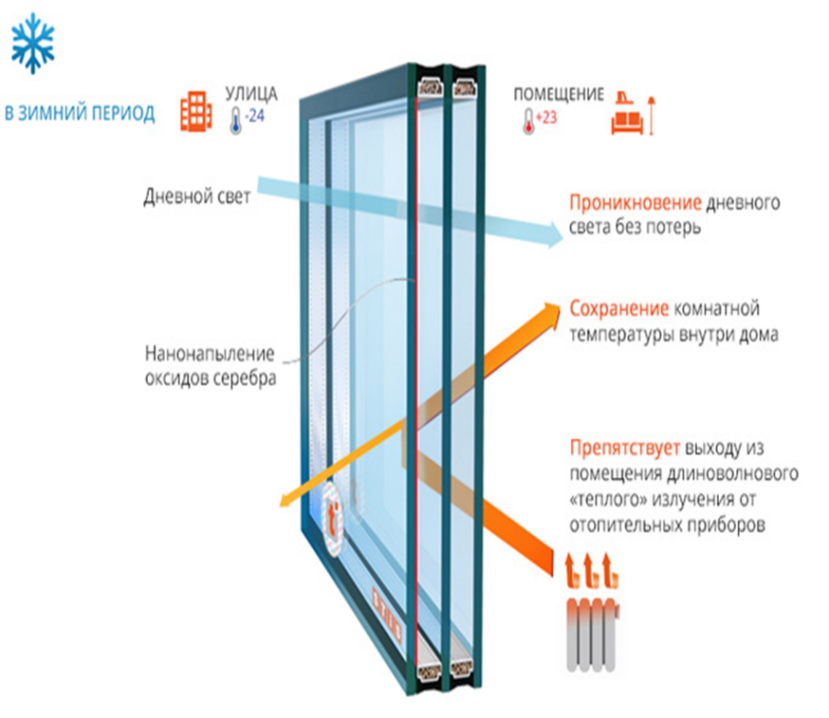 В ЗИМНИЙ ПЕРИОД
УЛИЦА
-24
ПОМЕЩЕНИЕ
+23
Дневной свет
Проникновение дневного
света без потерь
Сохранение комнатной
температуры внутри дома
Нанонапыление
оксидов серебра
Препятствует выходу из
помещения длиноволнового
«теплого» излучения от
отопительных приборов